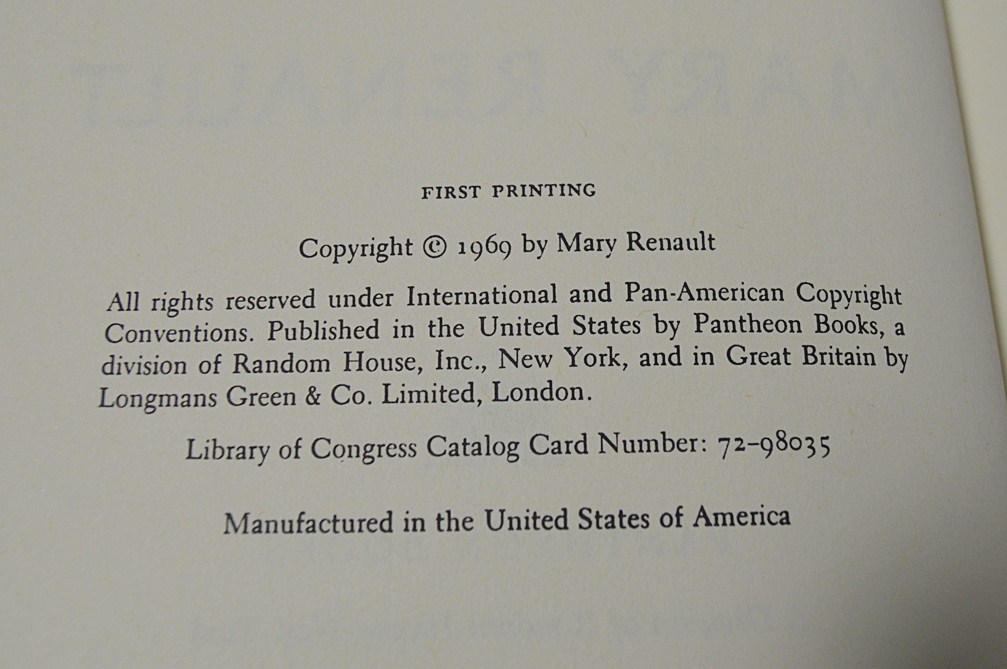 FIRST PRINTING
Copyright © 1969 by Mary Renault
All rights reserved under International and Pan-American Copyright
Conventions. Published in the United States by Pantheon Books, a
division of Random House, Inc., New York, and in Great Britain by
Longmans Green & Co. Limited, London.
Library of Congress Catalog Card Number: 72-98035
Manufactured in the United States of America